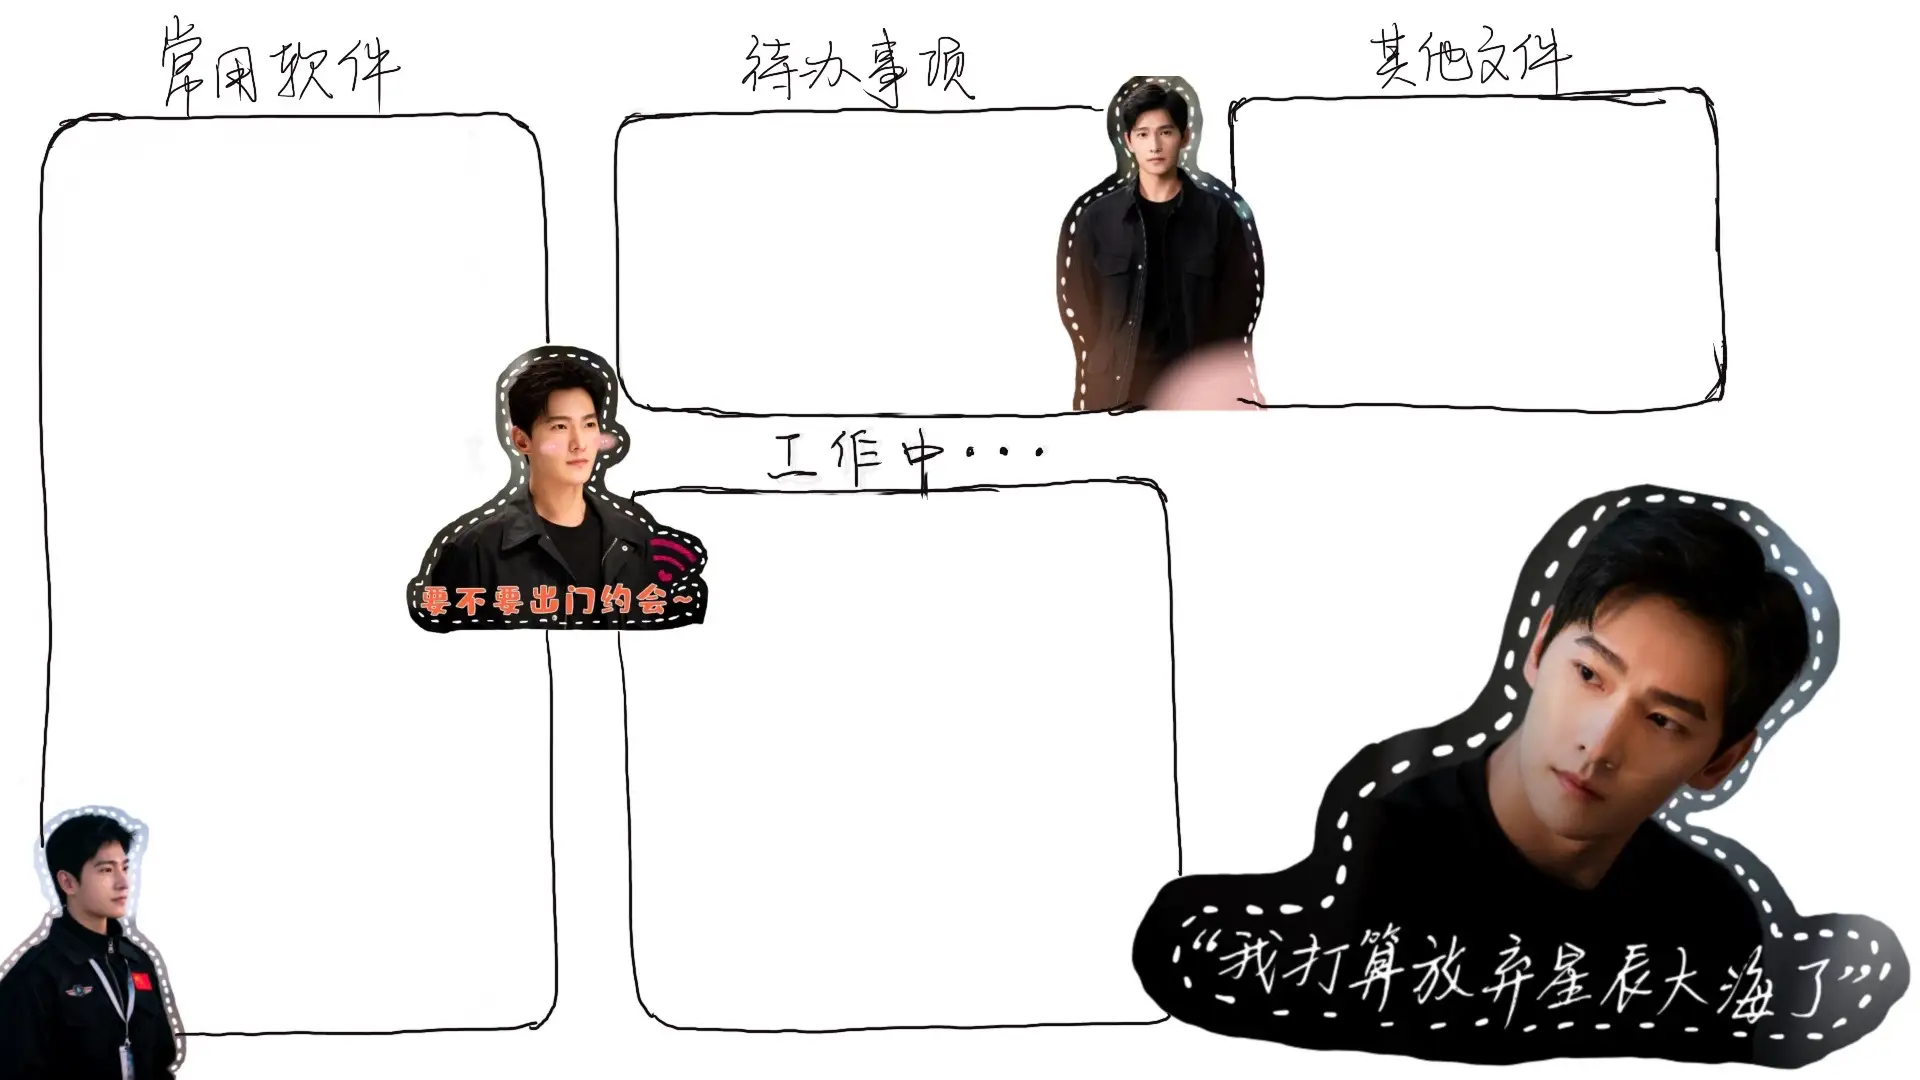 常用软件
待办事项
其他文件
工作中···
要不要出门约会~
“我打算放弃星辰大海了”